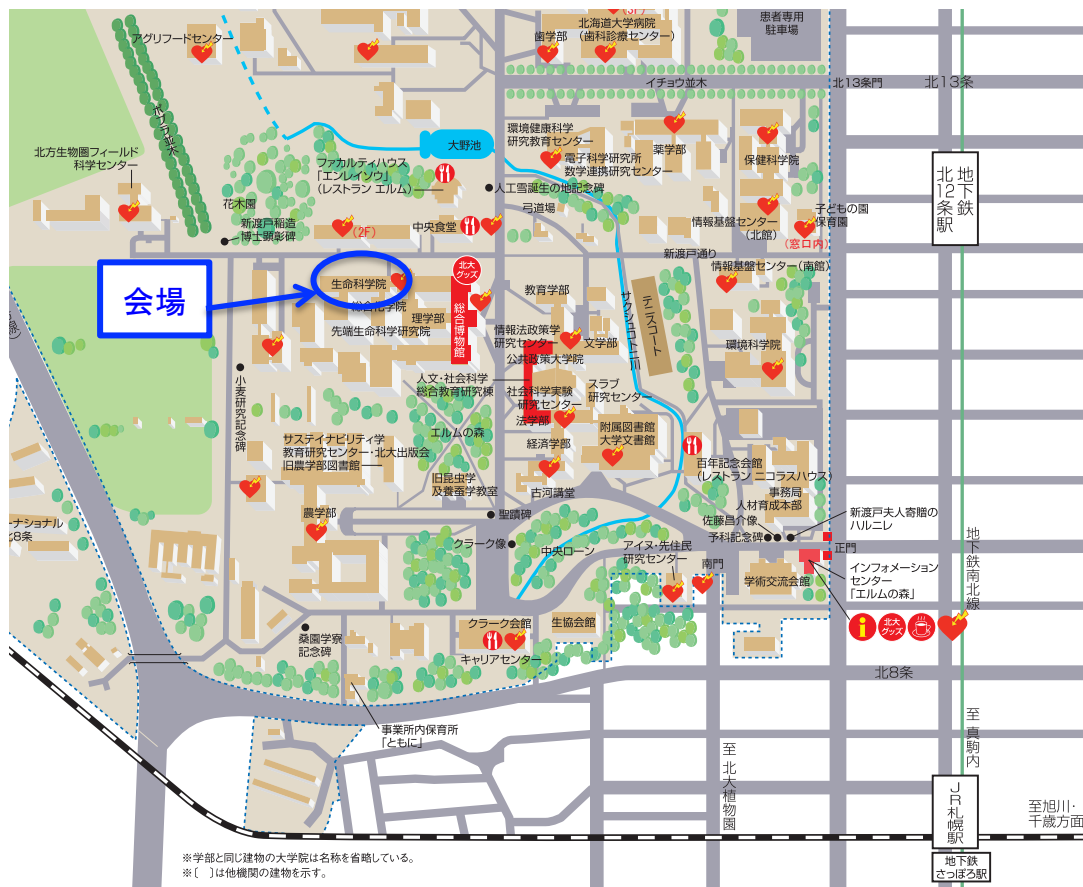 (3F)
北海道大学病院
歯学部
（歯科診療センター）
患者専用
駐車場
アグリフードセンター
イチョウ並木
北13条門
北13条
ポプラ並木
北方生物圏フィールド
科学センター
大野池
環境健康科学
研究教育センター
電子科学研究所
数学連携研究センター
薬学部
保健科学院
地下鉄
北12条駅
ファカルティハウス
「エンレイソウ」
（レストラン エルム）
人工雪誕生の地記念碑
花木園
新渡戸稲造
博士顕彰碑
(2F)
中央食堂
弓道場
情報基盤センター
（北館）
子どもの園
保育園
（窓口内）
新渡戸通り
情報基盤センター（南館）
会場
生命科学院
総合化学院
理学部
先端生命科学研究院
北大
グッズ
総合博物館
教育学部
サクシュコトニ川
テニスコート
情報法政策学
研究センター
文学部
公共政策大学院
環境科学院
小麦研究記念碑
人文・社会科学
総合教育研究棟
社会科学実験
研究センター
スラブ
研究センター
法学部
エルムの森
サステイナビリティ学
教育研究センター・北大出版会
旧農学部図書館
経済学部
附属図書館
大学文書館
百年記念会館
（レストラン ニコラスハウス）
旧昆虫学
及養蚕学教室
古河講堂
事務局
人材育成本部
農学部
聖蹟碑
佐藤昌介像
予科記念碑
新渡戸夫人寄贈の
ハルニレ
ーナショナル
北8条
クラーク像
中央ローン
アイヌ・先住民
研究センター
南門
正門
学術交流会館
インフォメーション
センター
「エルムの森」
地下鉄南北線
北大
グッズ
クラーク会館
生協会館
キャリアセンター
桑園学寮
記念碑
北8条
事業所内保育所
「ともに」
至 北大植物園
至 真駒内
JR札幌駅
至旭川・
千歳方面
地下鉄
さっぽろ駅
※学部と同じ建物の大学院は名称を省略している。
※〔　〕は他機関の建物を示す。